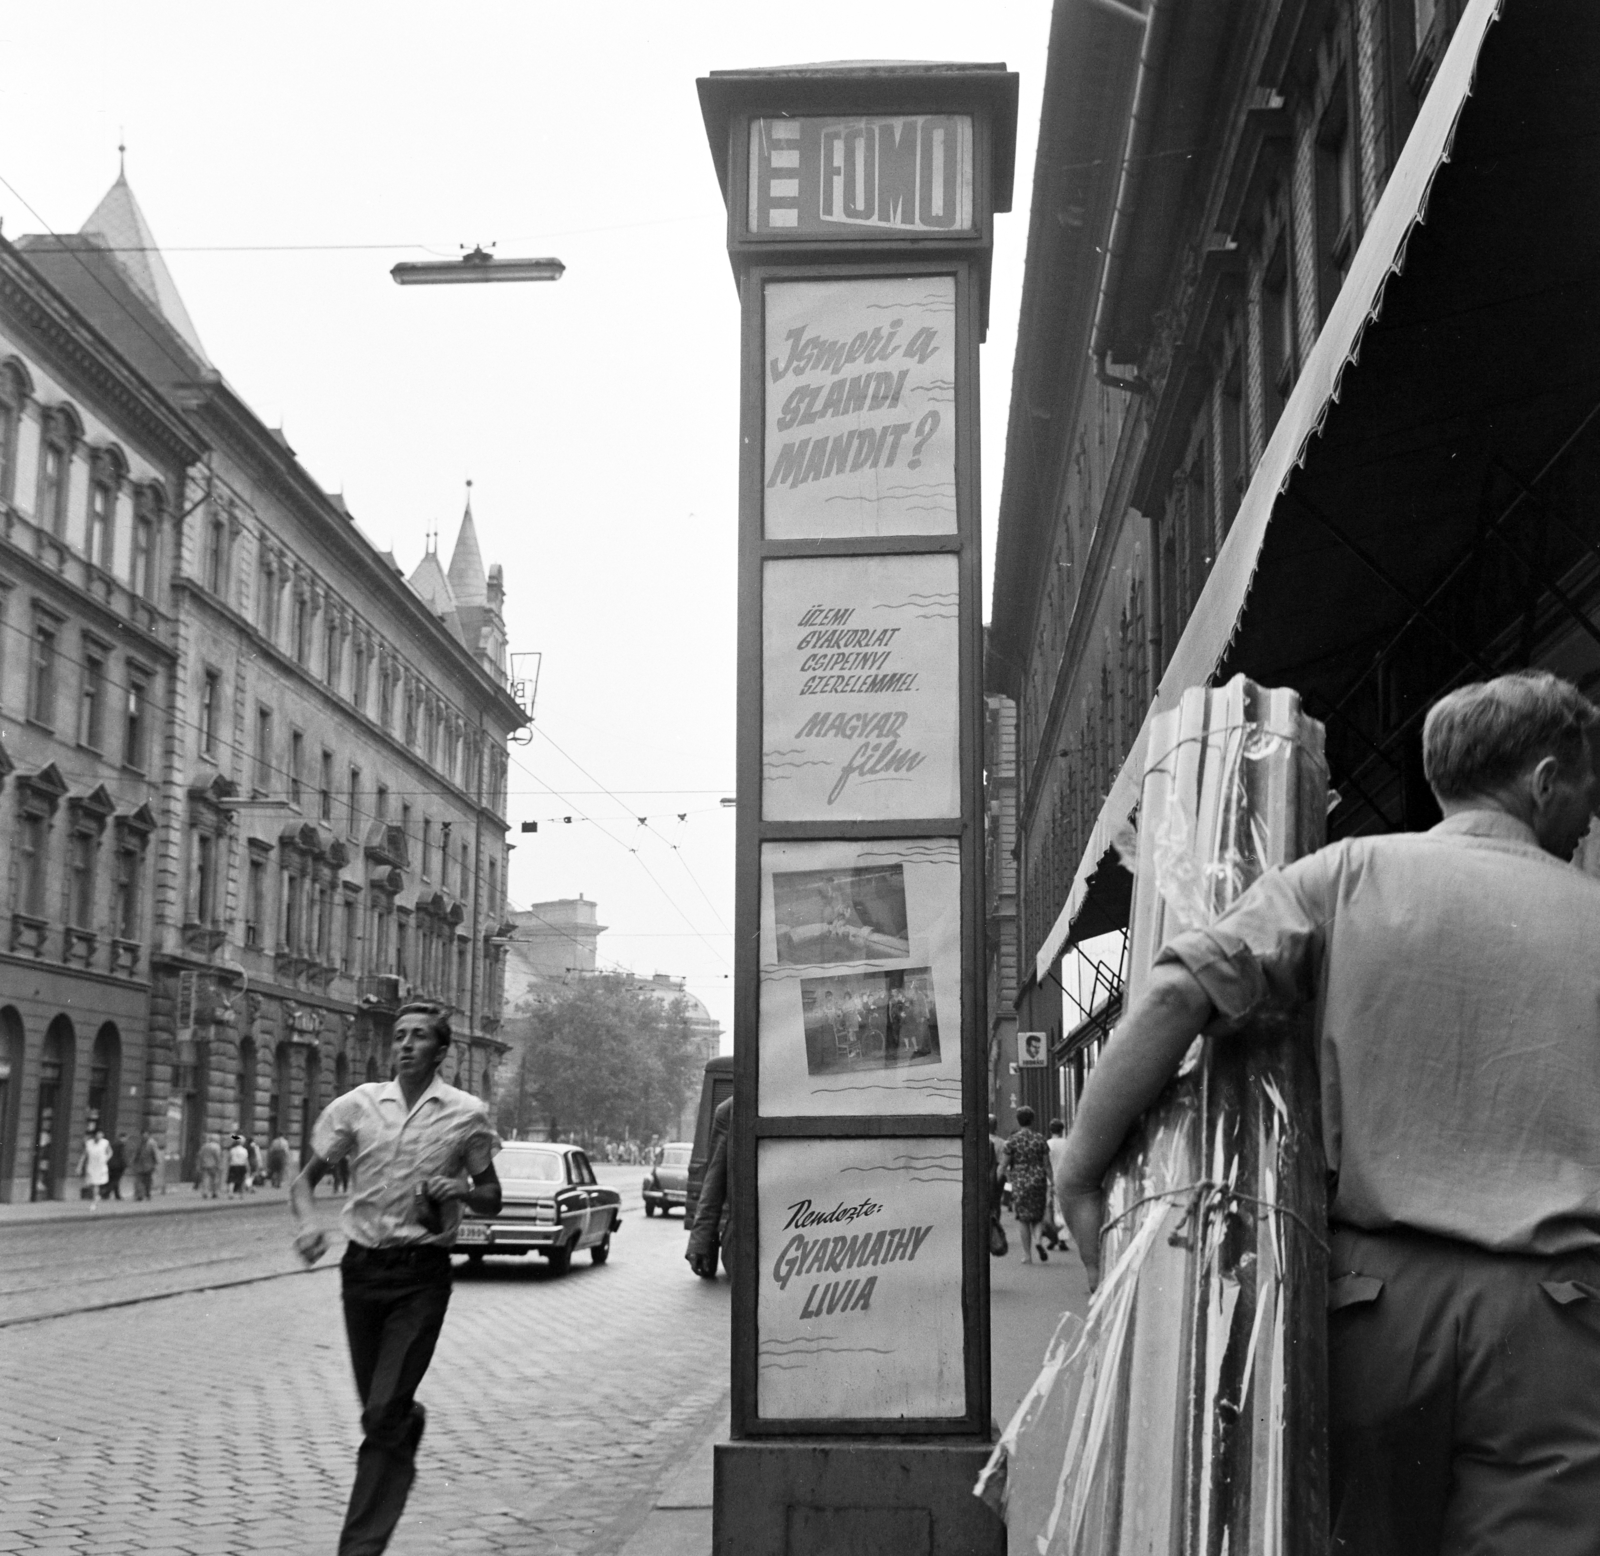 FŐMO
Ismeri a
SZANDI
MANDIT?
ÜZEMI
GYAKORLAT
CSIPETNYI
SZERELEMMEL.
MAGYAR
film
Rendezte:
GYARMATHY
LIVIA